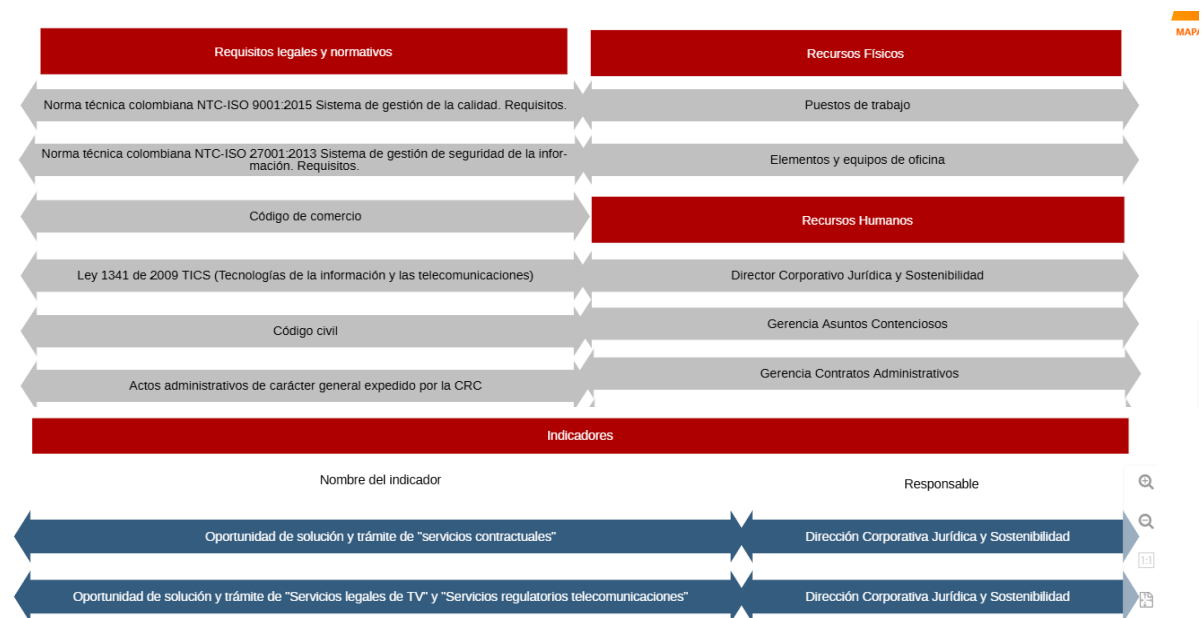 MAPA
Requisitos legales y normativos
Norma técnica colombiana NTC-ISO 9001:2015 Sistema de gestión de la calidad. Requisitos.
Norma técnica colombiana NTC-ISO 27001:2013 Sistema de gestión de seguridad de la infor-
mación. Requisitos.
Código de comercio
Ley 1341 de 2009 TICS (Tecnologías de la información y las telecomunicaciones)
Código civil
Actos administrativos de carácter general expedido por la CRC
Recursos Físicos
Puestos de trabajo
Elementos y equipos de oficina
Recursos Humanos
Director Corporativo Jurídica y Sostenibilidad
Gerencia Asuntos Contenciosos
Gerencia Contratos Administrativos
Indicadores
Nombre del indicador
Responsable
Oportunidad de solución y trámite de "servicios contractuales"
Dirección Corporativa Jurídica y Sostenibilidad
Oportunidad de solución y trámite de "Servicios legales de TV" y "Servicios regulatorios telecomunicaciones"
Dirección Corporativa Jurídica y Sostenibilidad
1:1